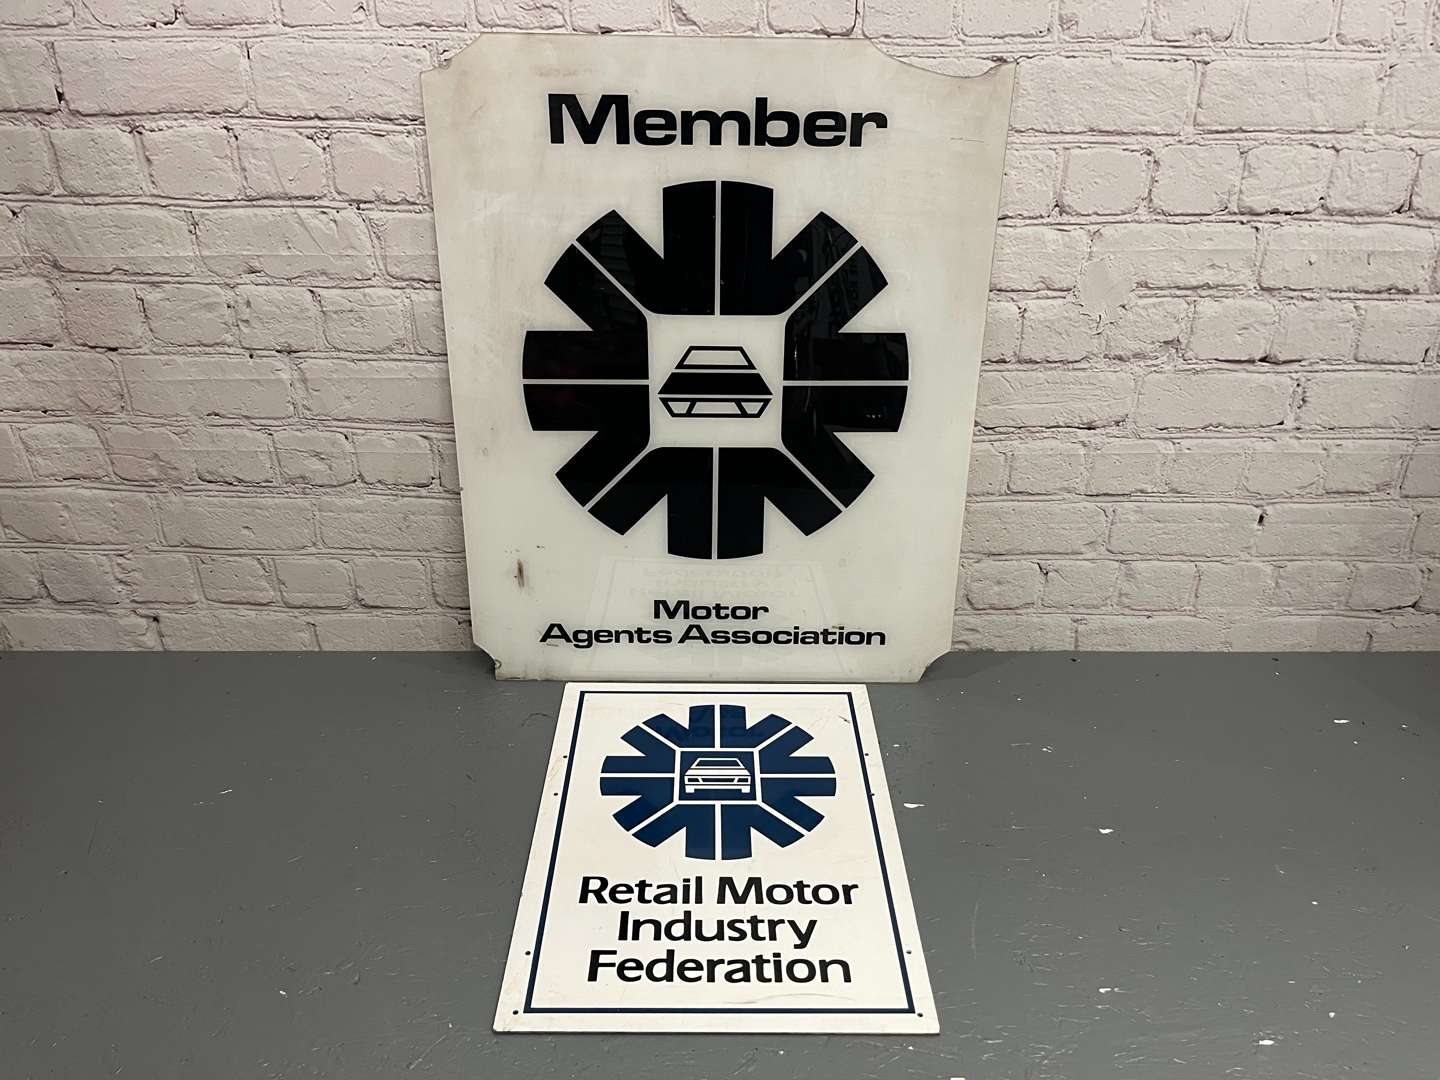 Member
Motor
Agents Association
Retail Motor
Industry
Federation